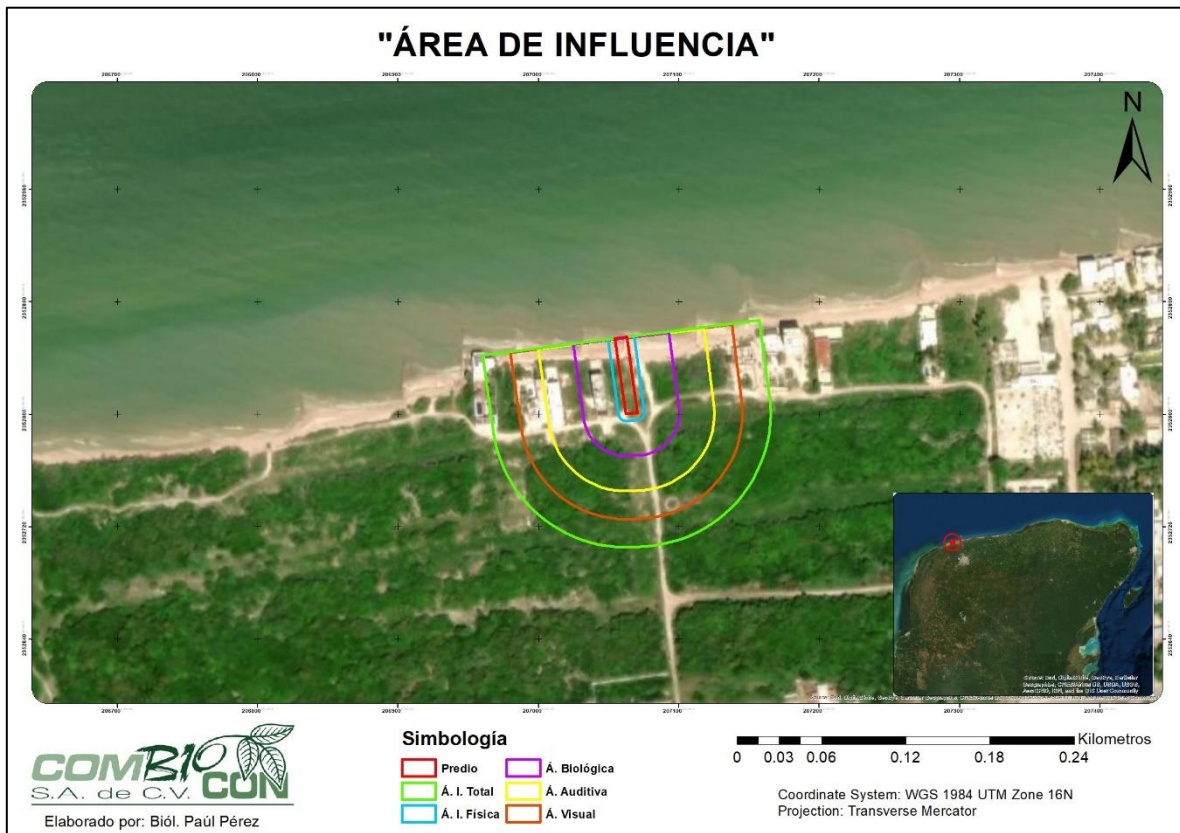 "ÁREA DE INFLUENCIA"
206700 206800 206900 207000 207100 207200 207300 207400
N
Simbología
Predio
Á. I. Total
Á. I. Física
Á. Biológica
Á. Auditiva
Á. Visual
Kilometros
0 0.03 0.06 0.12 0.18 0.24
Coordinate System: WGS 1984 UTM Zone 16N
Projection: Transverse Mercator
COMBIOCON
S.A. de C.V.
Elaborado por: Biól. Paúl Pérez